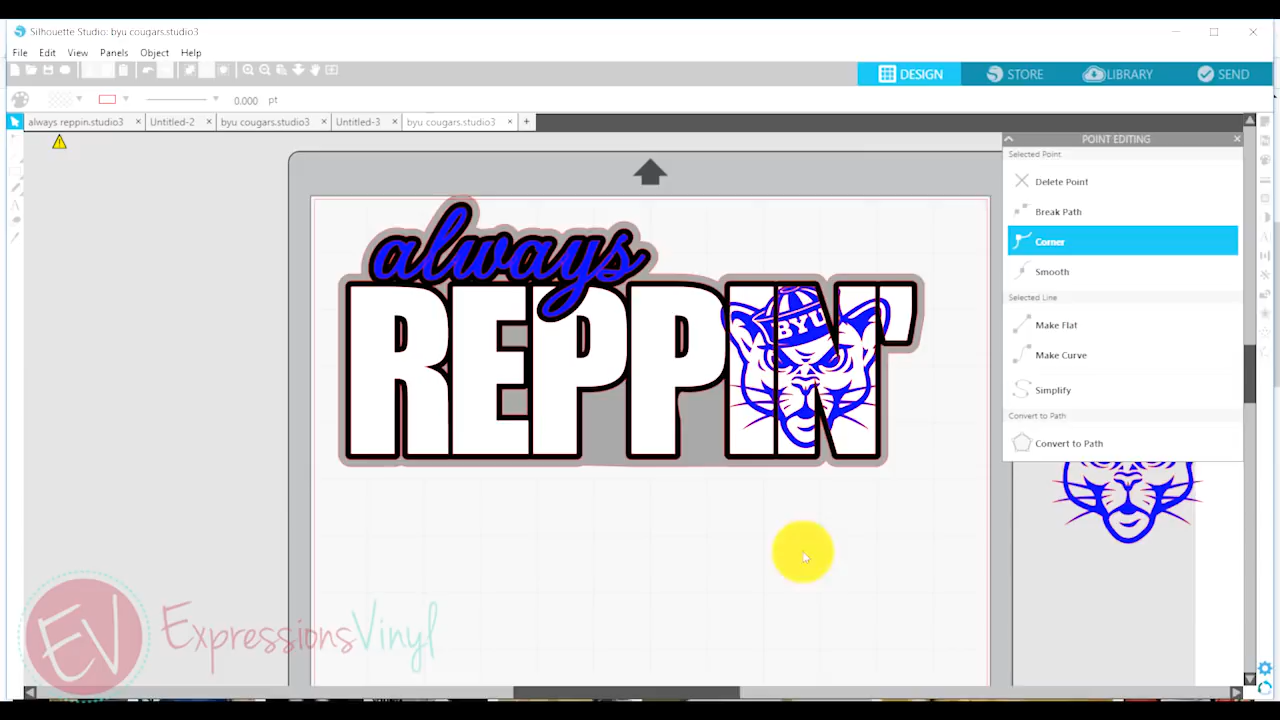 Silhouette Studio: byu cougars.studio3
File Edit View Panels Object Help
DESIGN STORE LIBRARY SEND
0.000 pt
always reppin.studio3 Untitled-2 byu cougars.studio3 Untitled-3 byu cougars.studio3
POINT EDITING
Selected Point
Delete Point
Break Path
Corner
Smooth
Selected Line
Make Flat
Make Curve
Simplify
Convert to Path
Convert to Path
always
REPPIN'
BYU
EV ExpressionsVinyl